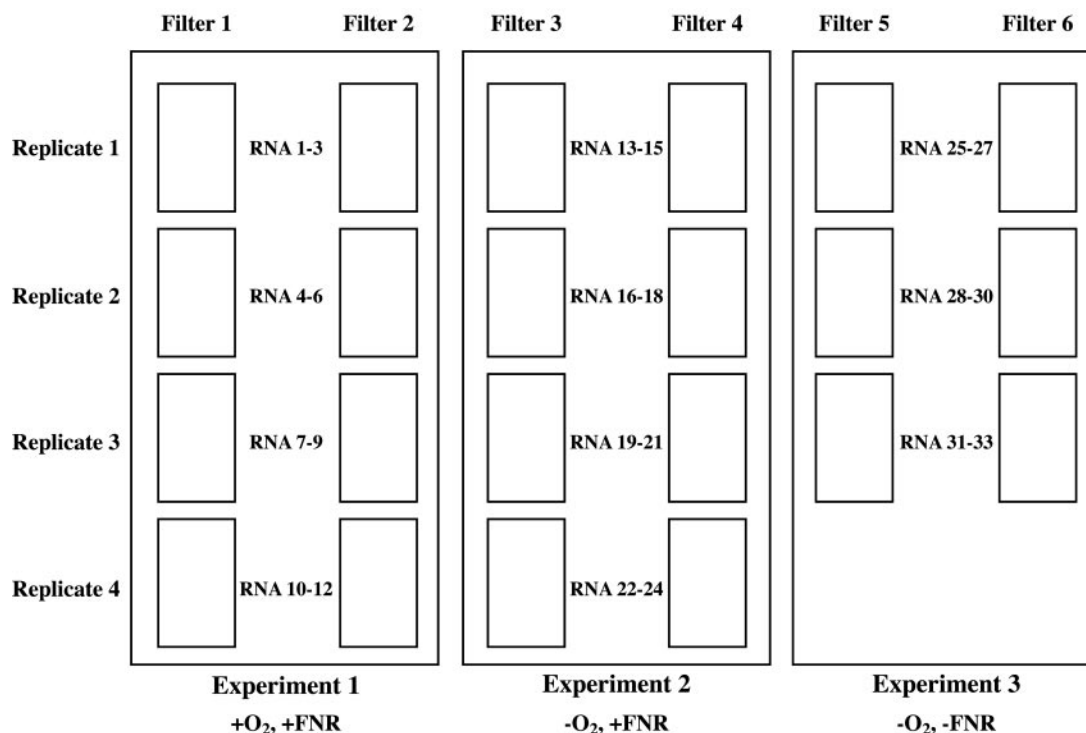 Filter 1 Filter 2 Filter 3 Filter 4 Filter 5 Filter 6
Replicate 1 RNA 1-3 RNA 13-15 RNA 25-27
Replicate 2 RNA 4-6 RNA 16-18 RNA 28-30
Replicate 3 RNA 7-9 RNA 19-21 RNA 31-33
Replicate 4 RNA 10-12 RNA 22-24
Experiment 1 Experiment 2 Experiment 3
+O₂, +FNR -O₂, +FNR -O₂, -FNR